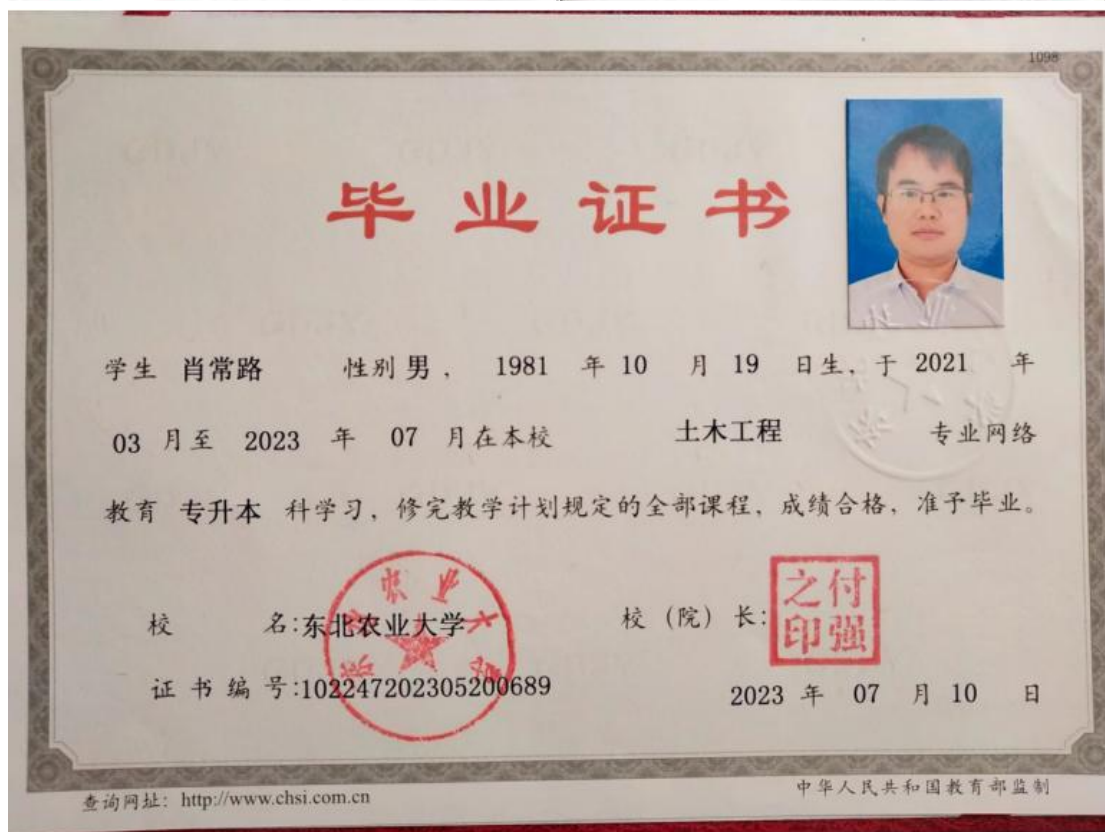 1098
毕业证书
学生 肖常路 性别 男 ， 1981 年 10 月 19 日生，于 2021 年
03 月至 2023 年 07 月在本校 土木工程 专业网络
教育 专升本 科学习，修完教学计划规定的全部课程，成绩合格，准予毕业。
校 名：东北农业大学
东北农业大学
校（院）长：
付强之印
证书编号：102247202305200689
2023 年 07 月 10 日
查询网址：http://www.chsi.com.cn
中华人民共和国教育部监制